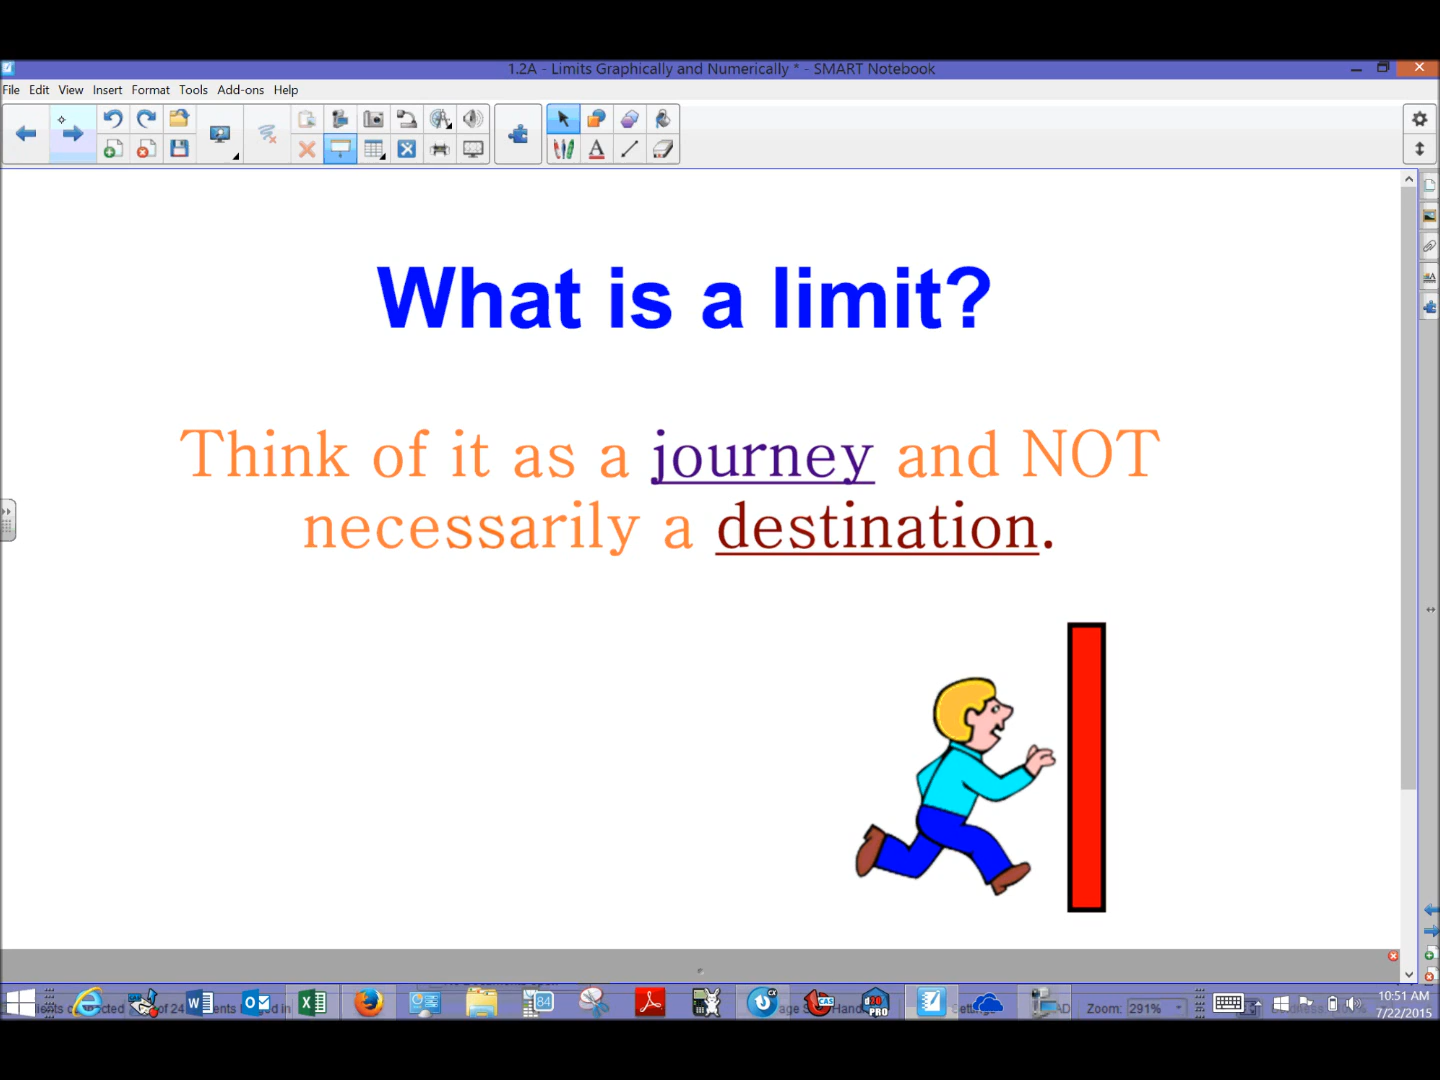 1.2A - Limits Graphically and Numerically * - SMART Notebook
File Edit View Insert Format Tools Add-ons Help
What is a limit?
Think of it as a journey and NOT
necessarily a destination.
10:51 AM
Zoom: 291%
7/22/2015